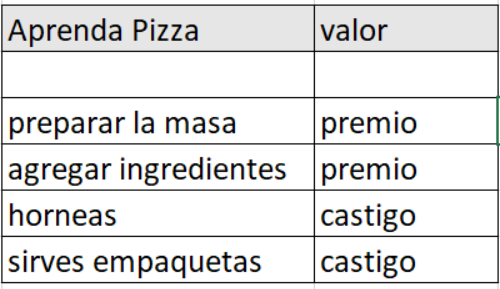 Aprenda Pizza valor
preparar la masa premio
agregar ingredientes premio
horneas castigo
sirves empaquetas castigo